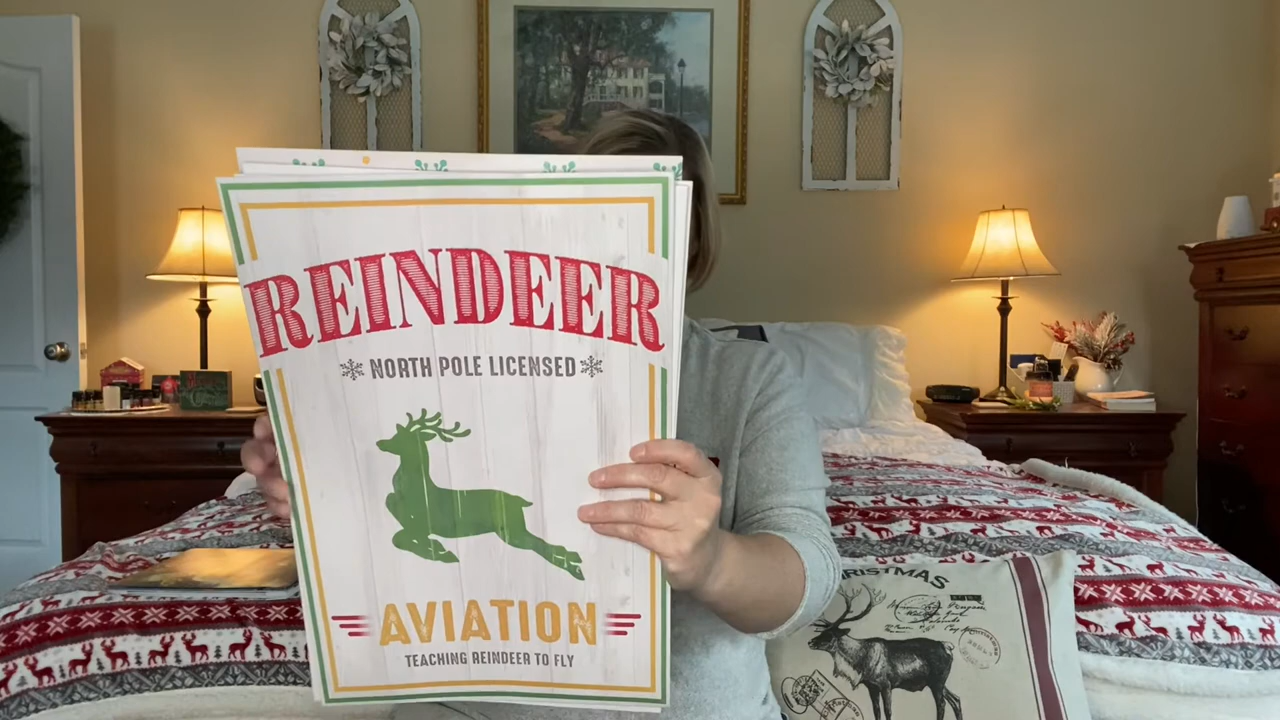 REINDEER
NORTH POLE LICENSED
AVIATION
TEACHING REINDEER TO FLY
CHRISTMAS